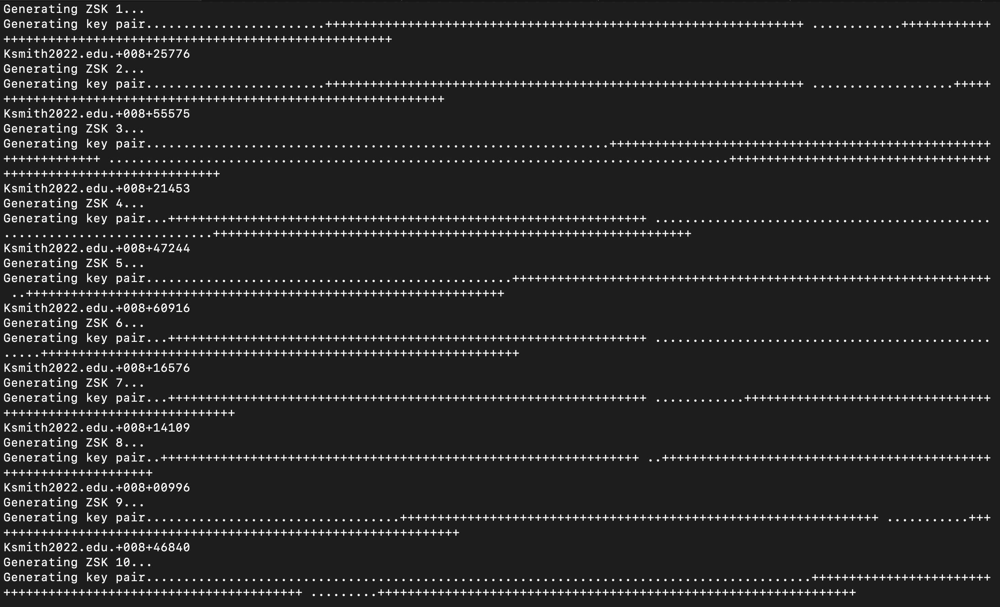 Generating ZSK 1...
Generating key pair........................++++++++++++++++++++++++++++++++++++++++++++++++++++++++++++++++ ............++++++++++++
++++++++++++++++++++++++++++++++++++++++++++++++++++
Ksmith2022.edu.+008+25776
Generating ZSK 2...
Generating key pair........................++++++++++++++++++++++++++++++++++++++++++++++++++++++++++++++++ ...................+++++
+++++++++++++++++++++++++++++++++++++++++++++++++++++++++++
Ksmith2022.edu.+008+55575
Generating ZSK 3...
Generating key pair..............................................................+++++++++++++++++++++++++++++++++++++++++++++++++++
+++++++++++++ ...................................................................................+++++++++++++++++++++++++++++++++++
+++++++++++++++++++++++++++++
Ksmith2022.edu.+008+21453
Generating ZSK 4...
Generating key pair...++++++++++++++++++++++++++++++++++++++++++++++++++++++++++++++++ .............................................
............................++++++++++++++++++++++++++++++++++++++++++++++++++++++++++++++++
Ksmith2022.edu.+008+47244
Generating ZSK 5...
Generating key pair.................................................++++++++++++++++++++++++++++++++++++++++++++++++++++++++++++++++
 ..++++++++++++++++++++++++++++++++++++++++++++++++++++++++++++++++
Ksmith2022.edu.+008+60916
Generating ZSK 6...
Generating key pair...++++++++++++++++++++++++++++++++++++++++++++++++++++++++++++++++ .............................................
.....++++++++++++++++++++++++++++++++++++++++++++++++++++++++++++++++
Ksmith2022.edu.+008+16576
Generating ZSK 7...
Generating key pair...++++++++++++++++++++++++++++++++++++++++++++++++++++++++++++++++ ............+++++++++++++++++++++++++++++++++
+++++++++++++++++++++++++++++++
Ksmith2022.edu.+008+14109
Generating ZSK 8...
Generating key pair..++++++++++++++++++++++++++++++++++++++++++++++++++++++++++++++++ ..++++++++++++++++++++++++++++++++++++++++++++
++++++++++++++++++++
Ksmith2022.edu.+008+00996
Generating ZSK 9...
Generating key pair..................................++++++++++++++++++++++++++++++++++++++++++++++++++++++++++++++++ ...........+++
+++++++++++++++++++++++++++++++++++++++++++++++++++++++++++++
Ksmith2022.edu.+008+46840
Generating ZSK 10...
Generating key pair.........................................................................................++++++++++++++++++++++++
++++++++++++++++++++++++++++++++++++++++ .........++++++++++++++++++++++++++++++++++++++++++++++++++++++++++++++++